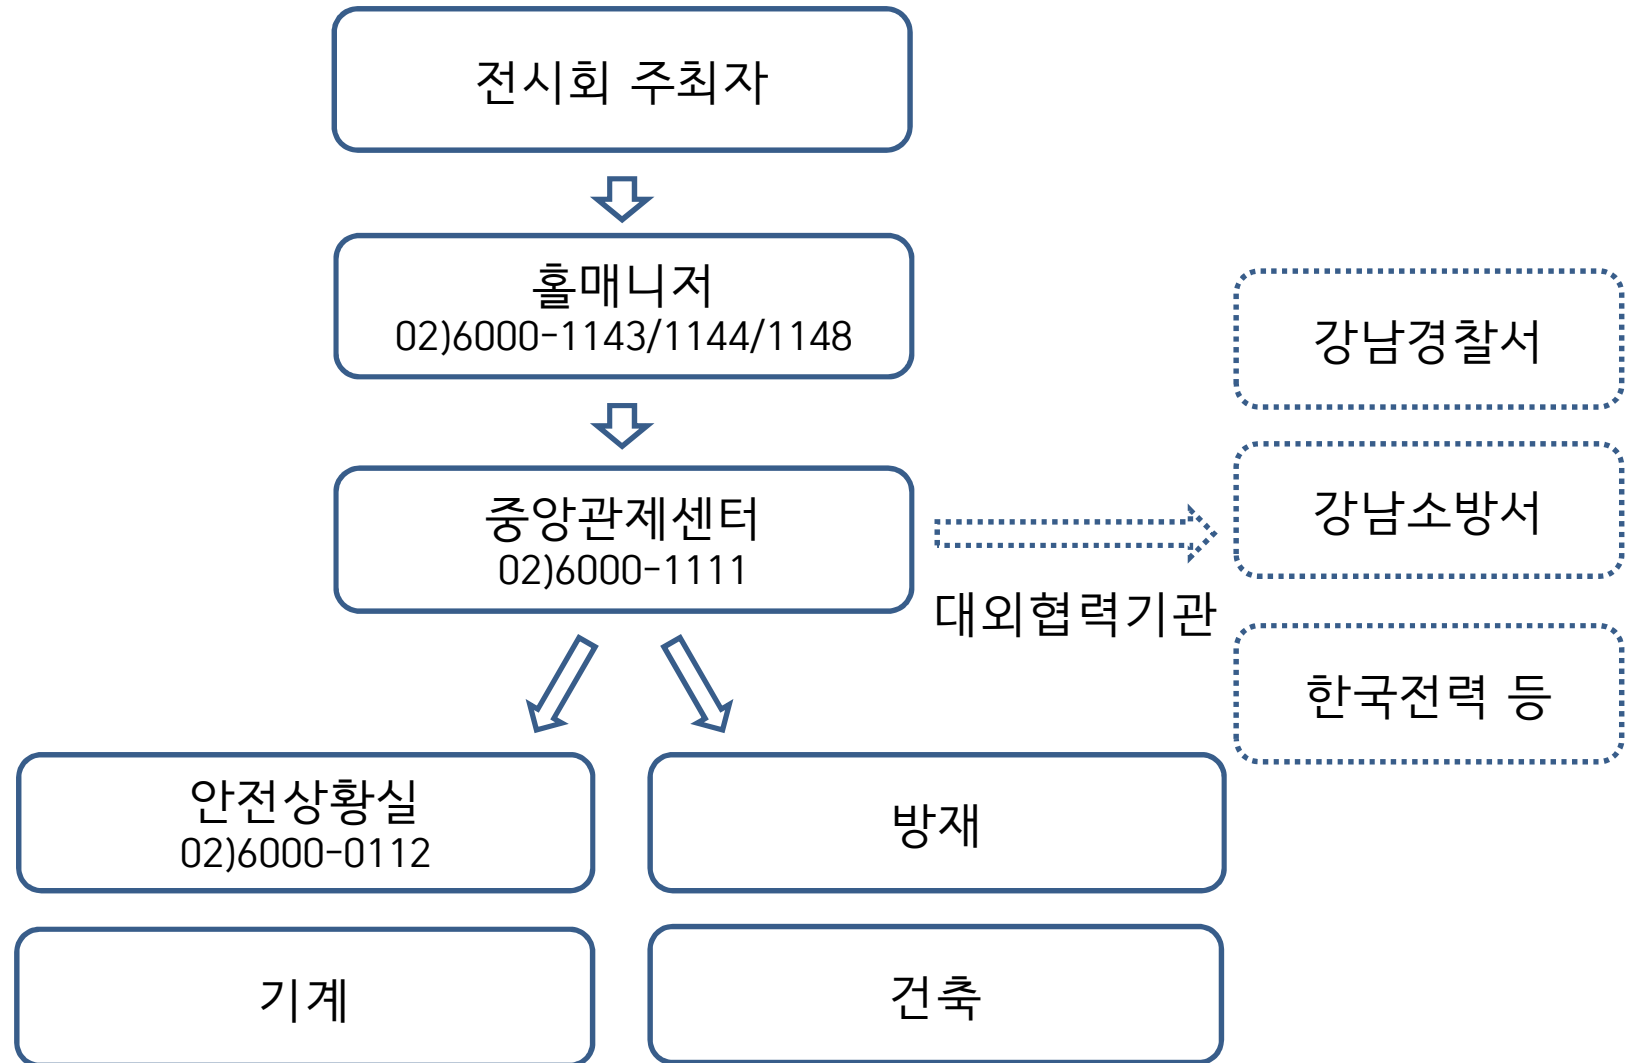 전시회 주최자
홀매니저
02)6000-1143/1144/1148
중앙관제센터
02)6000-1111
대외협력기관
강남경찰서
강남소방서
한국전력 등
안전상황실
02)6000-0112
방재
기계
건축